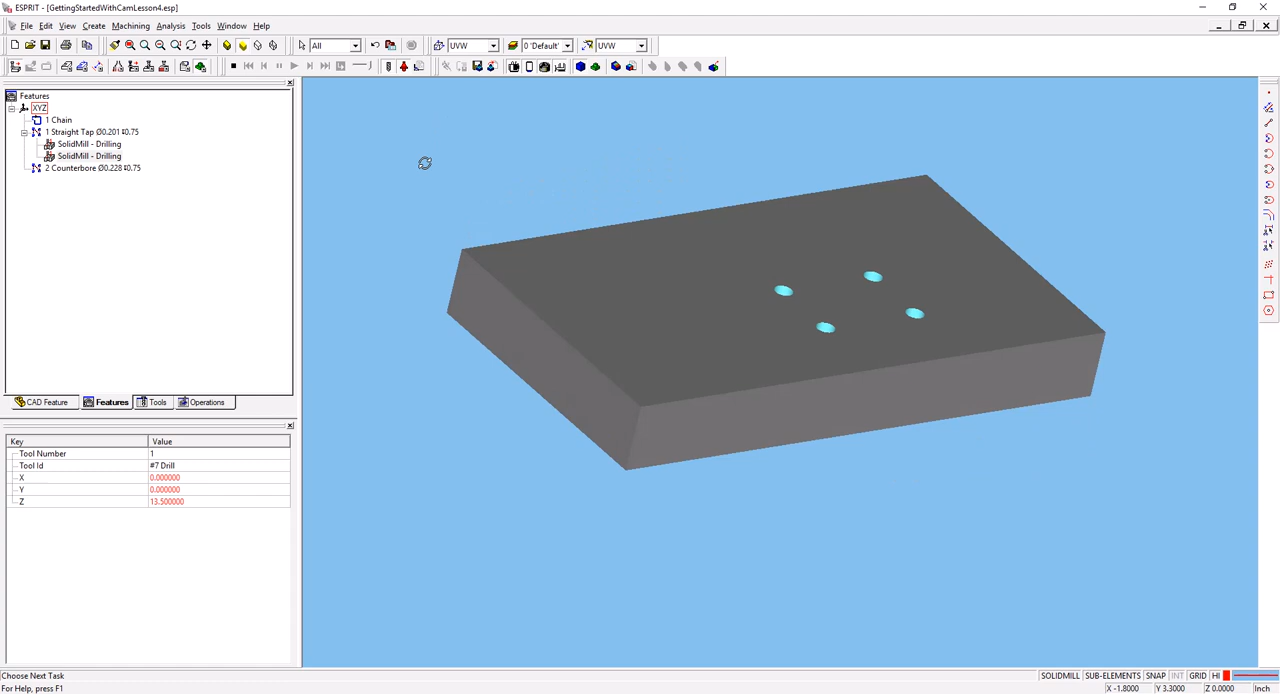 ESPRIT - [GettingStartedWithCamLesson4.esp]
File Edit View Create Machining Analysis Tools Window Help
All UVW 0 'Default' UVW
Features
XYZ
1 Chain
1 Straight Tap Ø0.201 ↧0.75
SolidMill - Drilling
SolidMill - Drilling
2 Counterbore Ø0.228 ↧0.75
CAD Feature Features Tools Operations
Key Value
Tool Number 1
Tool Id #7 Drill
X 0.000000
Y 0.000000
Z 13.500000
Choose Next Task SOLIDMILL SUB-ELEMENTS SNAP INT GRID HI
For Help, press F1 X -1.8000 Y 3.3000 Z 0.0000 Inch